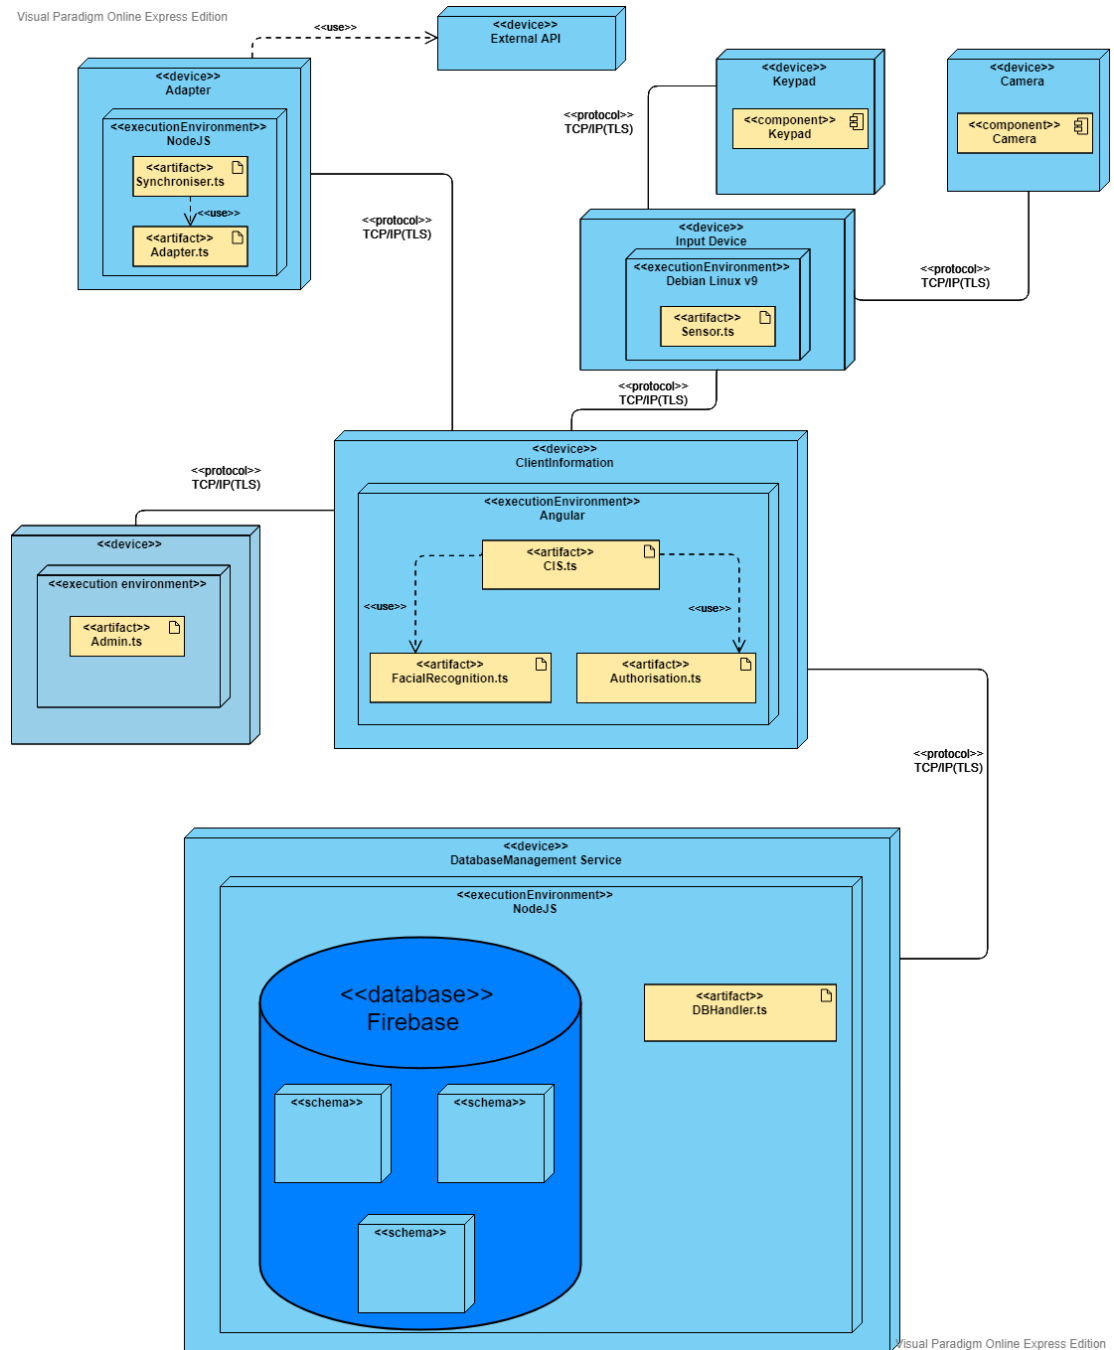 Visual Paradigm Online Express Edition
<<use>>
<<device>>
External API
<<device>>
Adapter
<<executionEnvironment>>
NodeJS
<<artifact>>
Synchroniser.ts
<<use>>
<<artifact>>
Adapter.ts
<<protocol>>
TCP/IP(TLS)
<<protocol>>
TCP/IP(TLS)
<<device>>
Keypad
<<component>>
Keypad
<<device>>
Camera
<<component>>
Camera
<<device>>
Input Device
<<executionEnvironment>>
Debian Linux v9
<<artifact>>
Sensor.ts
<<protocol>>
TCP/IP(TLS)
<<protocol>>
TCP/IP(TLS)
<<device>>
ClientInformation
<<executionEnvironment>>
Angular
<<artifact>>
CIS.ts
<<use>>
<<use>>
<<artifact>>
FacialRecognition.ts
<<artifact>>
Authorisation.ts
<<protocol>>
TCP/IP(TLS)
<<device>>
<<execution environment>>
<<artifact>>
Admin.ts
<<protocol>>
TCP/IP(TLS)
<<device>>
DatabaseManagement Service
<<executionEnvironment>>
NodeJS
<<database>>
Firebase
<<artifact>>
DBHandler.ts
<<schema>>
<<schema>>
<<schema>>
Visual Paradigm Online Express Edition